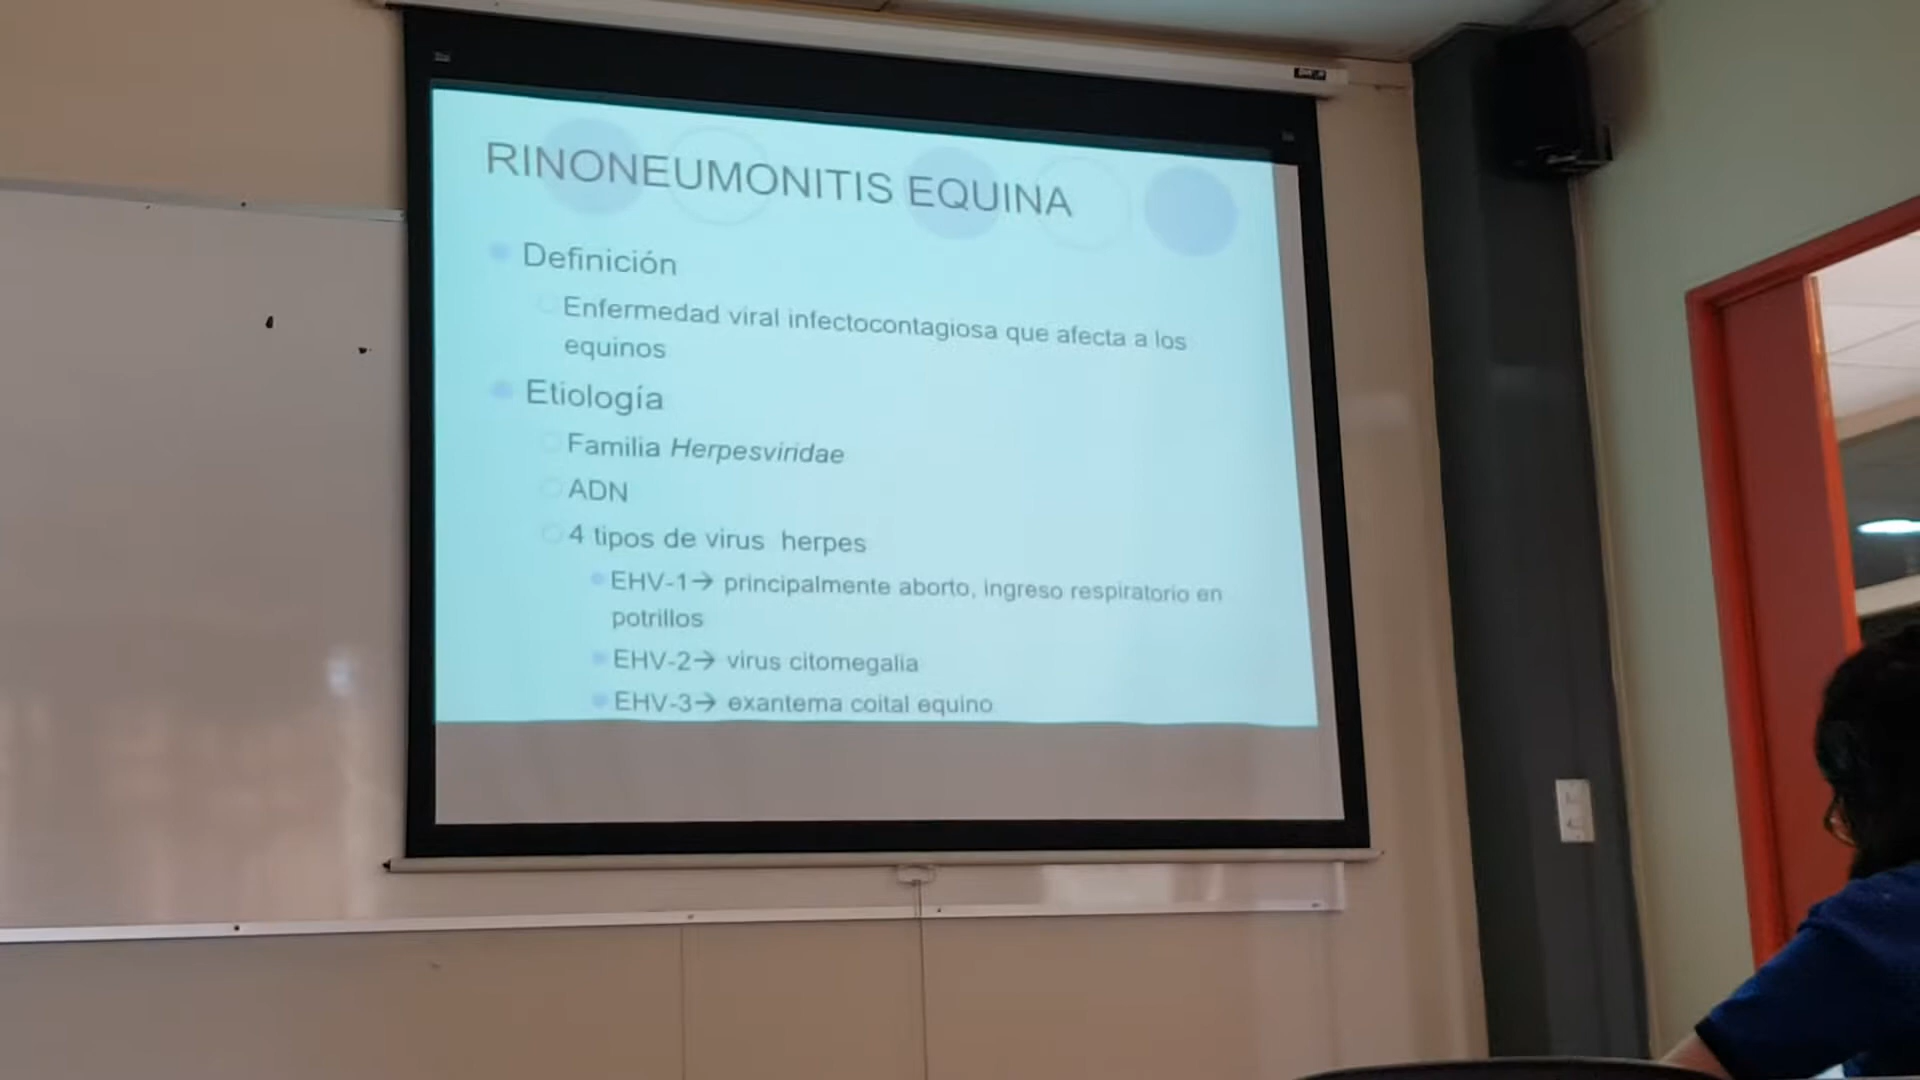 RINONEUMONITIS EQUINA
Definición
Enfermedad viral infectocontagiosa que afecta a los
equinos
Etiología
Familia Herpesviridae
ADN
4 tipos de virus herpes
EHV-1→ principalmente aborto, ingreso respiratorio en
potrillos
EHV-2→ virus citomegalia
EHV-3→ exantema coital equino